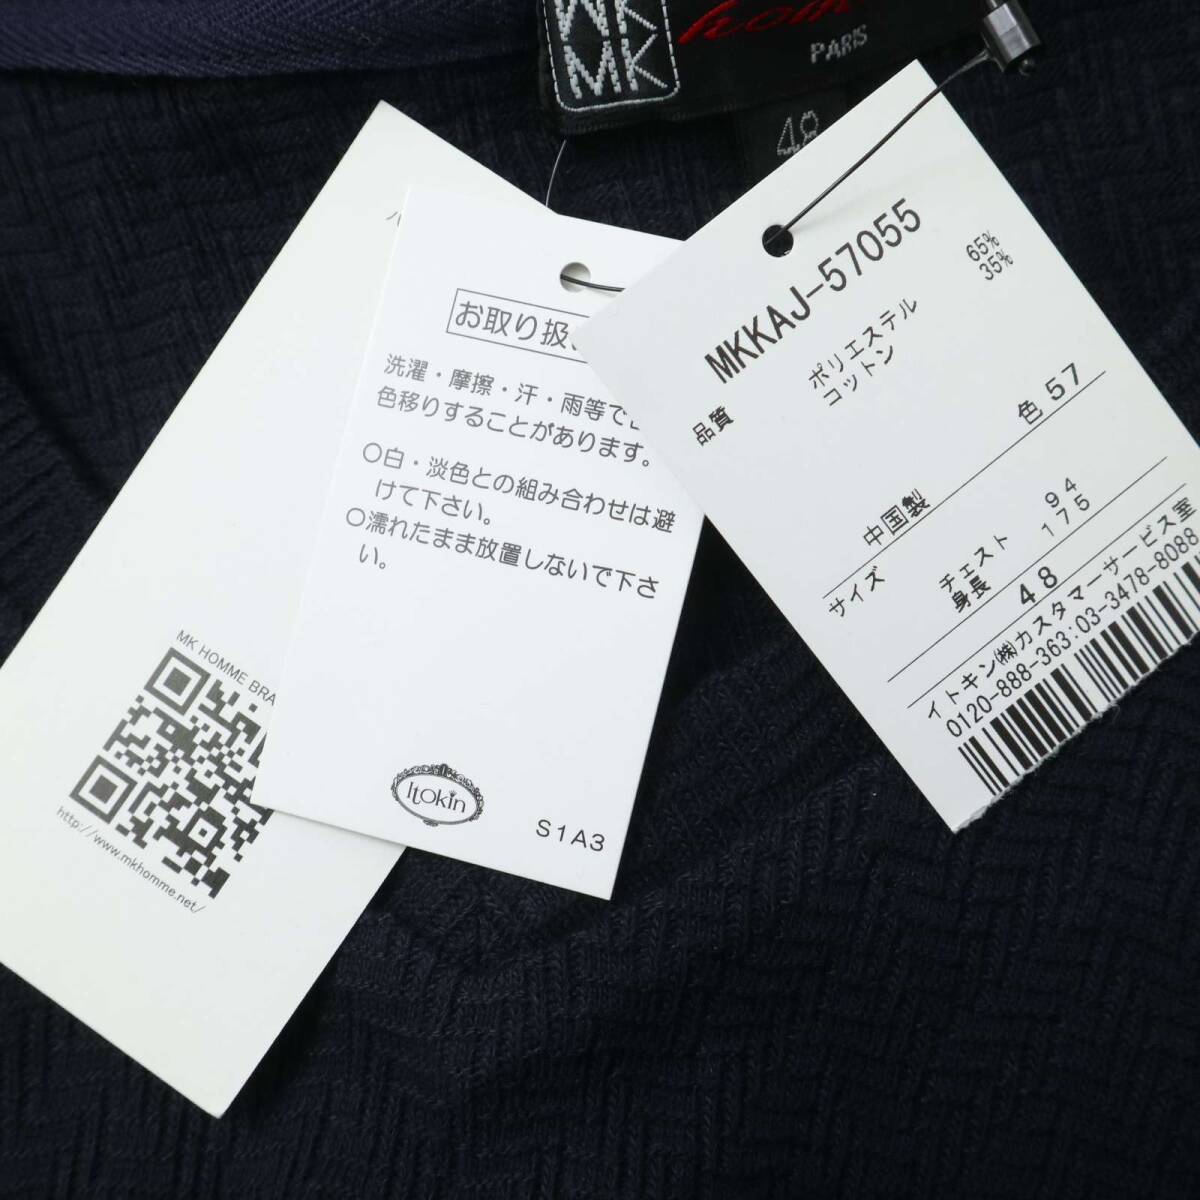 MK
MK
PARIS
48
MKKAJ-57055
品質
ポリエステル 65%
コットン 35%
色57
中国製
サイズ
チェスト 94
身長 175
48
イトキン㈱カスタマーサービス室
0120-888-363:03-3478-8088
洗濯・摩擦・汗・雨等で
色移りすることがあります。
○白・淡色との組み合わせは避
けて下さい。
○濡れたまま放置しないで下さ
い。
Itokin
S1A3
MK HOMME
http://www.mkhomme.net/